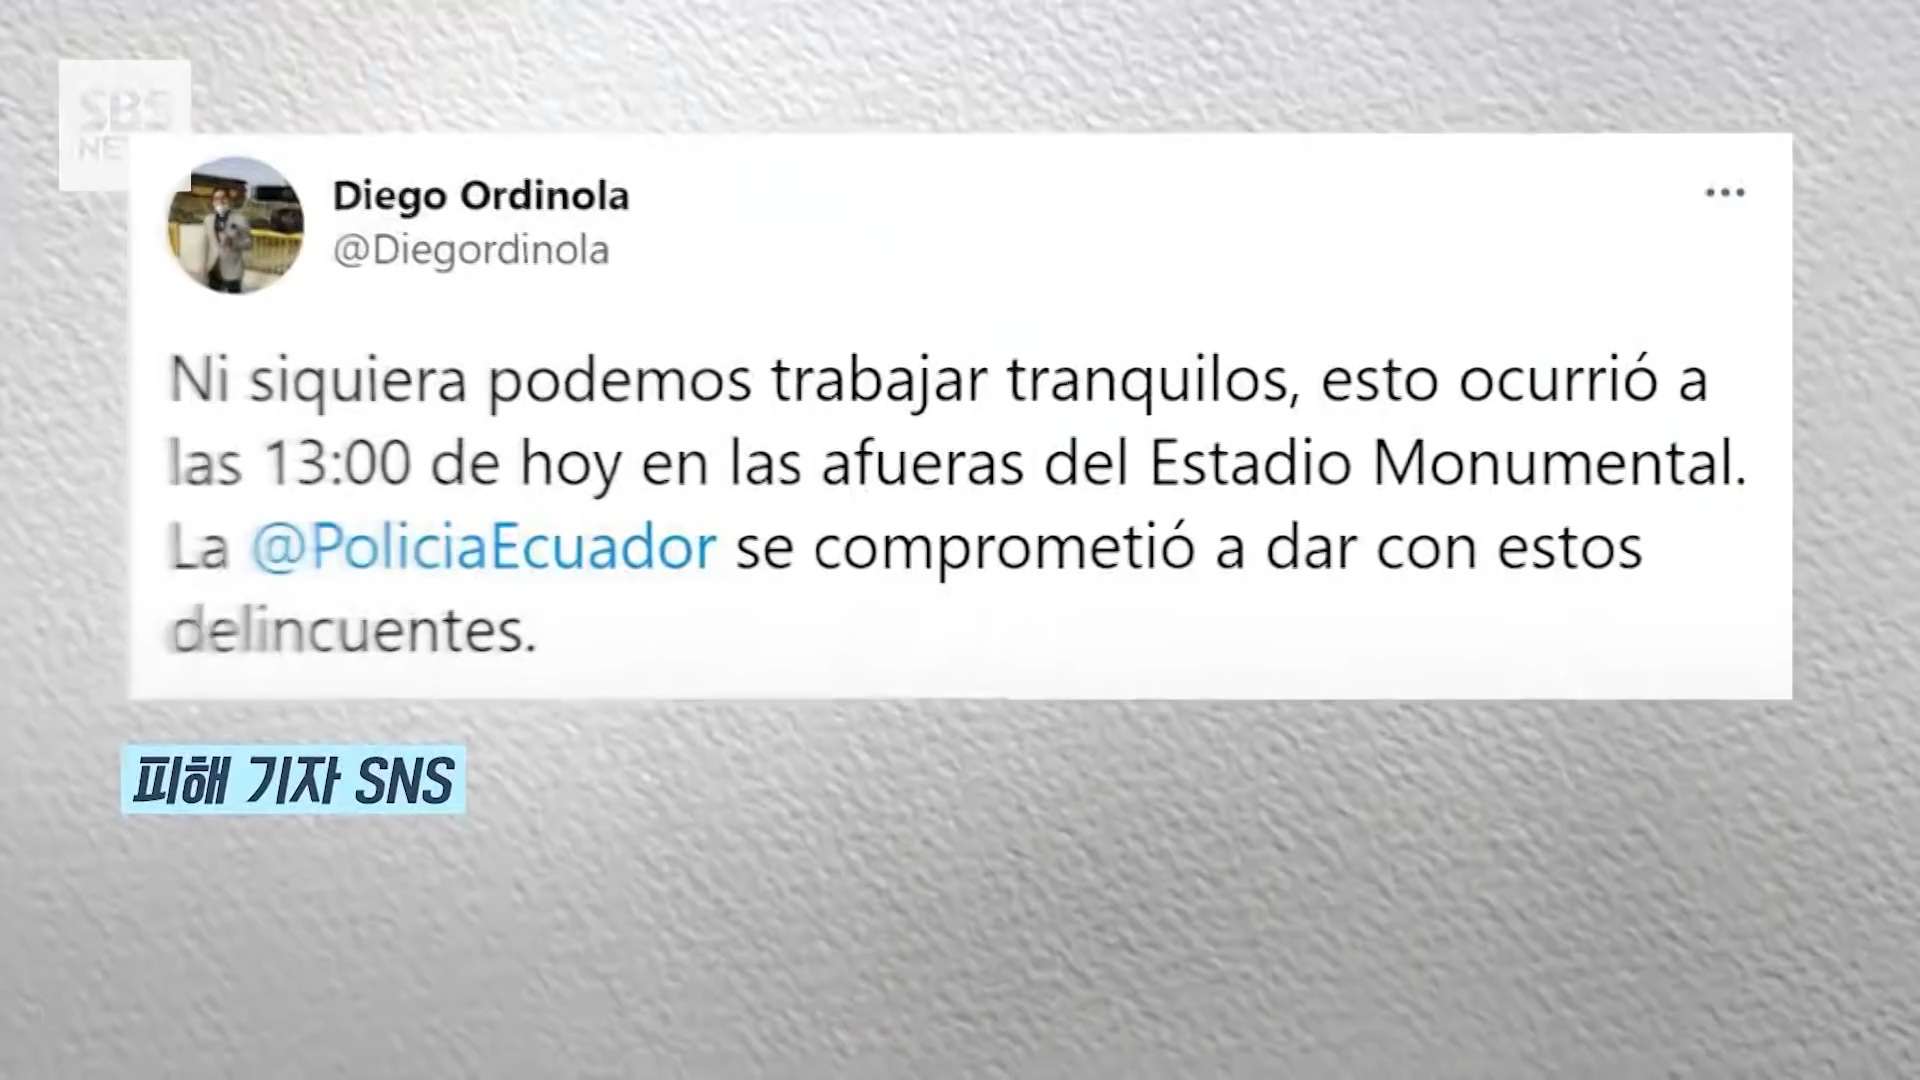 SBS
Diego Ordinola
@Diegordinola
Ni siquiera podemos trabajar tranquilos, esto ocurrió a
las 13:00 de hoy en las afueras del Estadio Monumental.
La @PoliciaEcuador se comprometió a dar con estos
delincuentes.
피해 기자 SNS